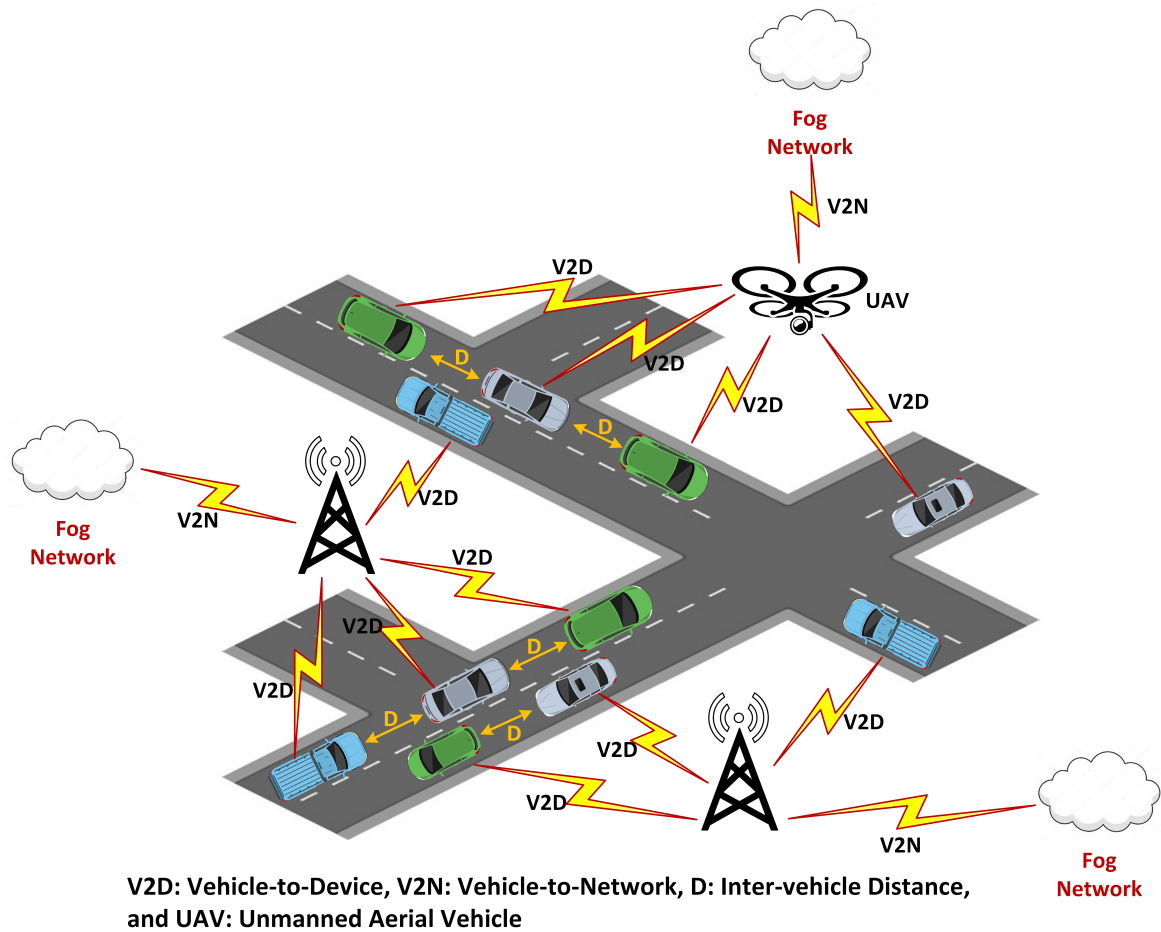 Fog
Network
V2N
UAV
V2D
V2D
D
V2D
V2D
D
V2D
V2N
Fog
Network
V2D
V2D
D
V2D
D
D
V2D
V2D
V2D
V2N
Fog
Network
V2D: Vehicle-to-Device, V2N: Vehicle-to-Network, D: Inter-vehicle Distance,
and UAV: Unmanned Aerial Vehicle